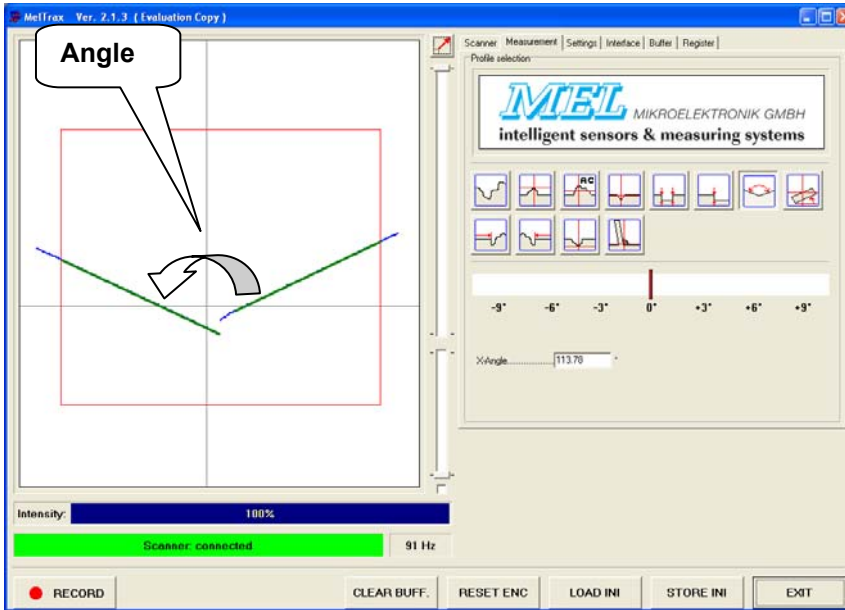 MelTrax Ver. 2.1.3 ( Evaluation Copy )
Angle
Scanner Measurement Settings Interface Buffer Register
Profile selection
MEL MIKROELEKTRONIK GMBH
intelligent sensors & measuring systems
AC
-9° -6° -3° 0° +3° +6° +9°
X-Angle................ 113.78 °
Intensity: 100%
Scanner: connected 91 Hz
RECORD CLEAR BUFF. RESET ENC LOAD INI STORE INI EXIT